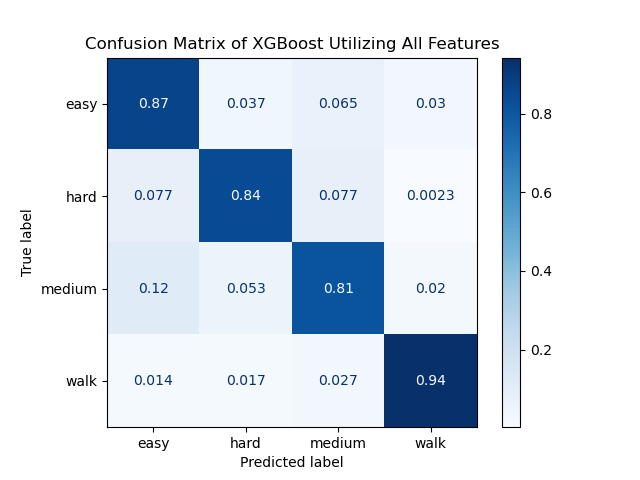 Confusion Matrix of XGBoost Utilizing All Features
True label
easy 0.87 0.037 0.065 0.03
hard 0.077 0.84 0.077 0.0023
medium 0.12 0.053 0.81 0.02
walk 0.014 0.017 0.027 0.94
easy hard medium walk
Predicted label
0.8
0.6
0.4
0.2